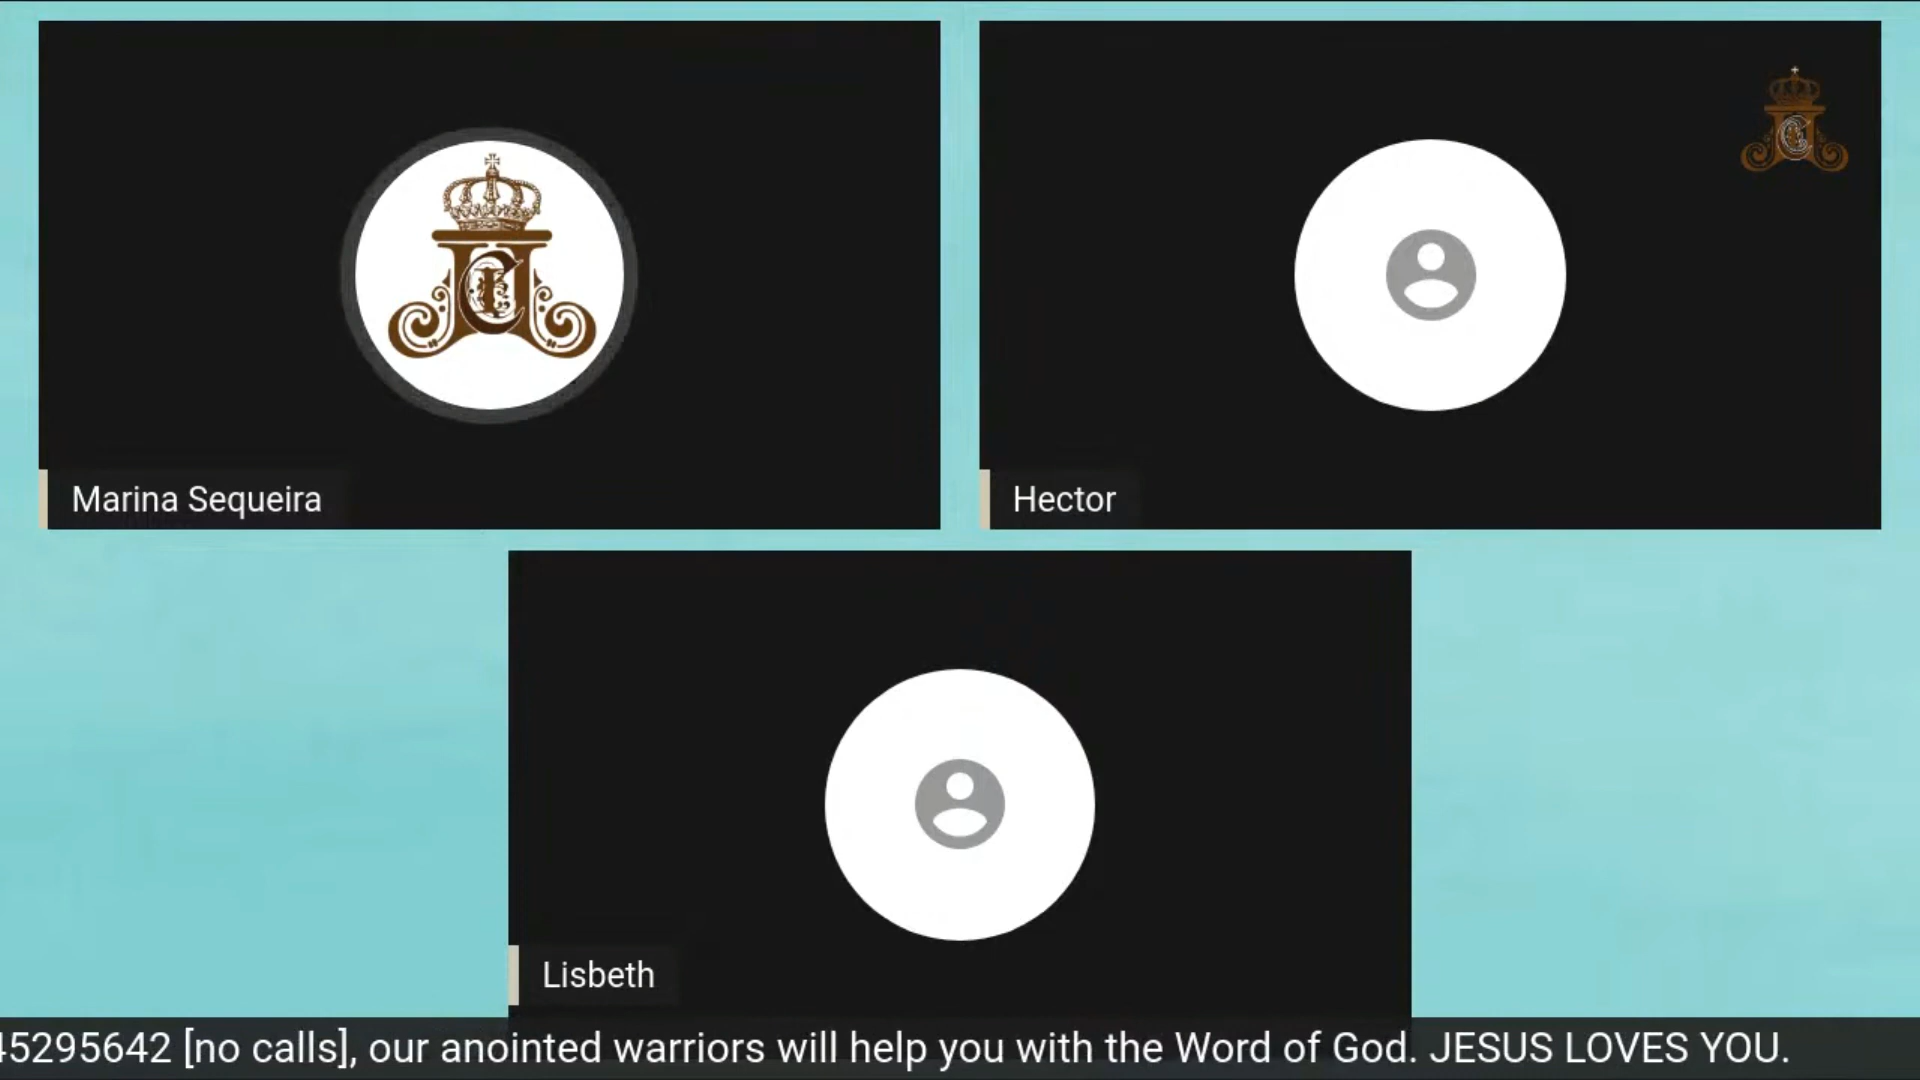 Marina Sequeira
Hector
Lisbeth
45295642 [no calls], our anointed warriors will help you with the Word of God. JESUS LOVES YOU.